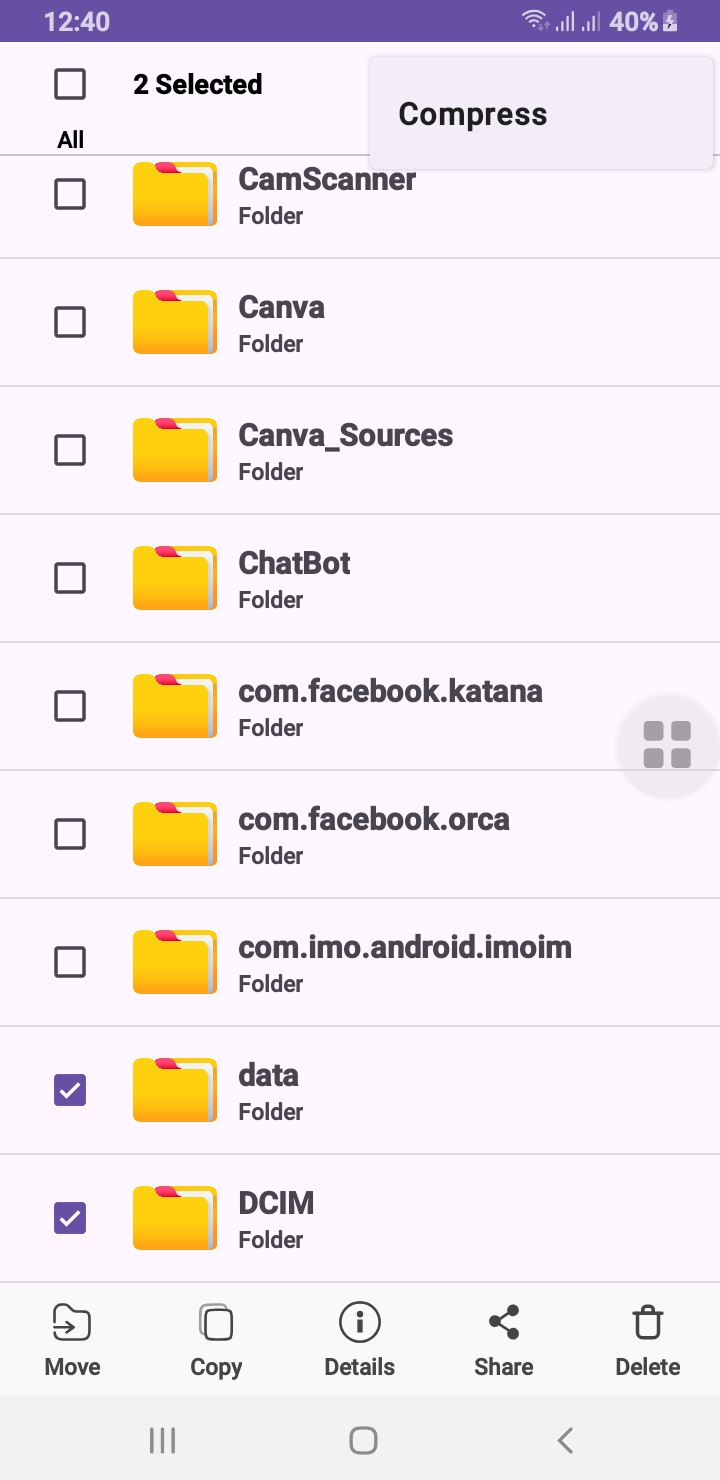 12:40
40%
2 Selected
Compress
All
CamScanner
Folder
Canva
Folder
Canva_Sources
Folder
ChatBot
Folder
com.facebook.katana
Folder
com.facebook.orca
Folder
com.imo.android.imoim
Folder
data
Folder
DCIM
Folder
Move
Copy
Details
Share
Delete